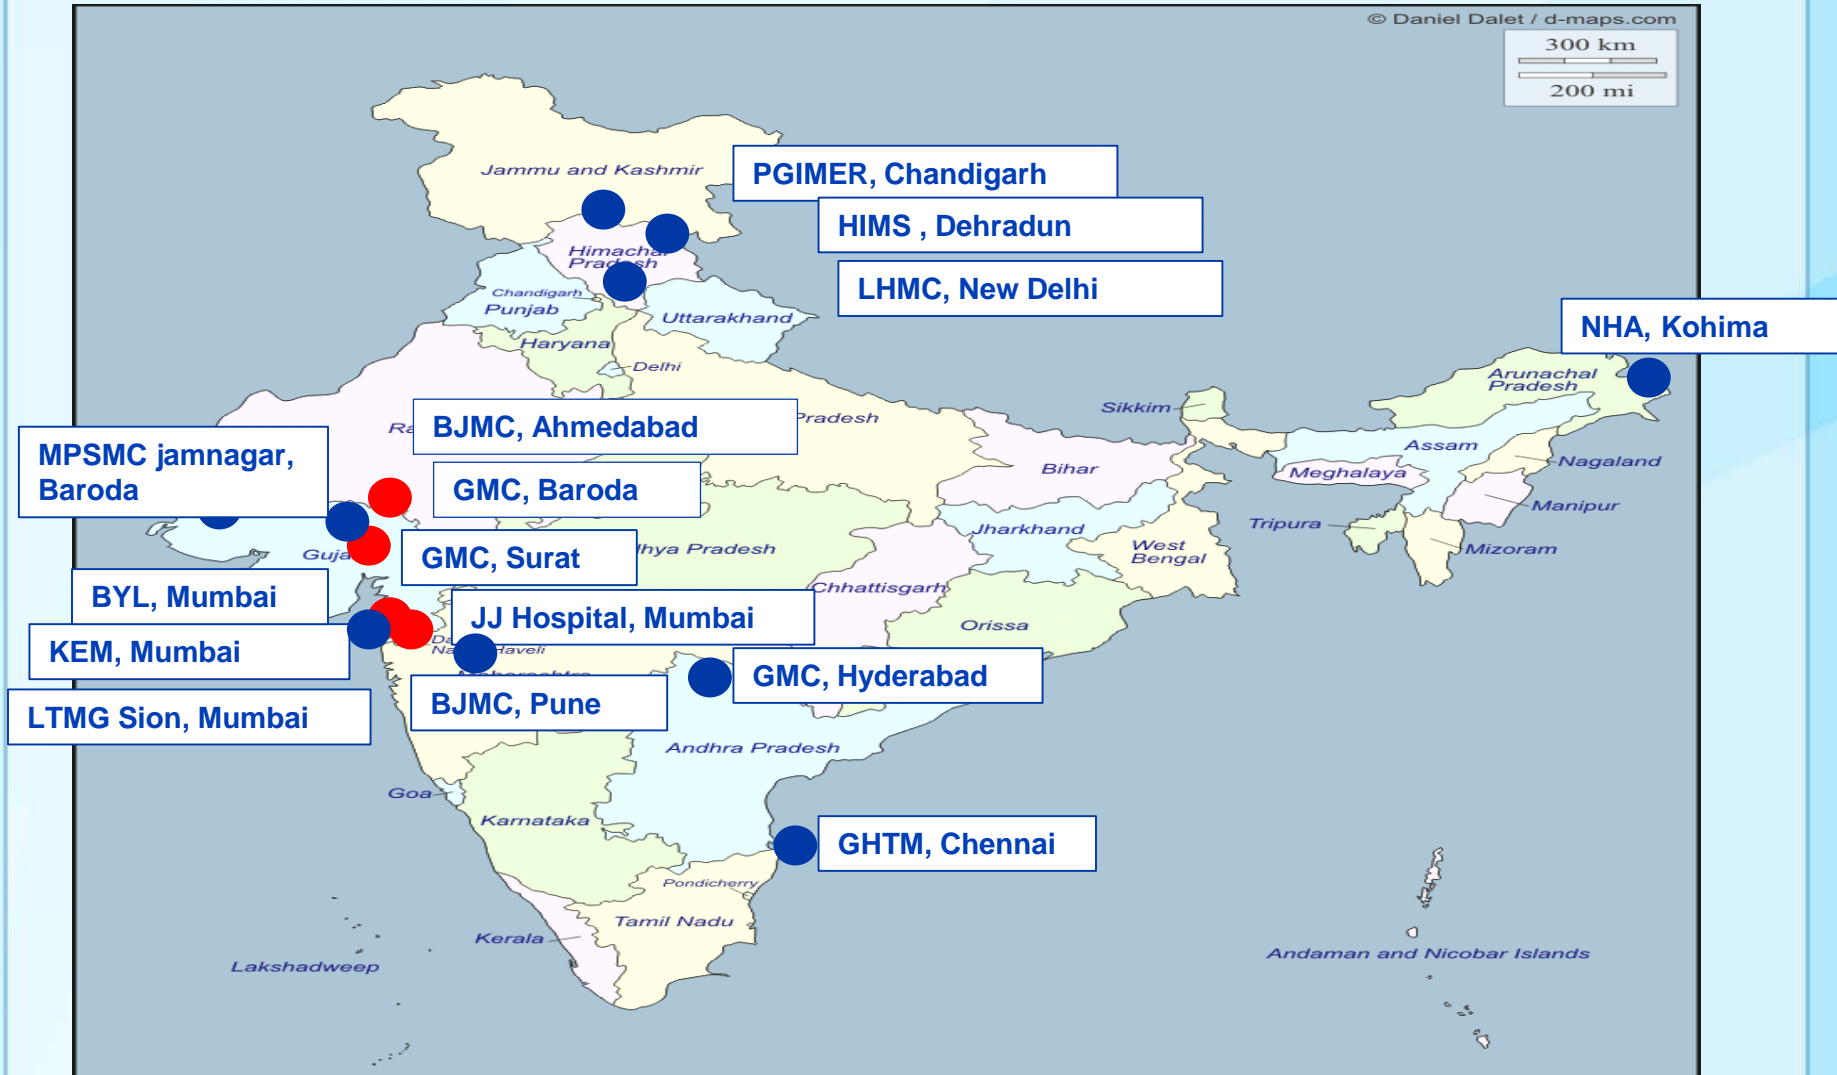 © Daniel Dalet / d-maps.com
300 km
200 mi
Jammu and Kashmir
PGIMER, Chandigarh
HIMS , Dehradun
Himachal
Pradesh
LHMC, New Delhi
Chandigarh
Punjab
Uttarakhand
NHA, Kohima
Haryana
Delhi
Arunachal
Pradesh
Sikkim
BJMC, Ahmedabad
Pradesh
Assam
MPSMC jamnagar,
Baroda
Bihar
Meghalaya
Nagaland
GMC, Baroda
Manipur
Jharkhand
Tripura
GMC, Surat
West
Bengal
Mizoram
Chhattisgarh
BYL, Mumbai
JJ Hospital, Mumbai
Orissa
KEM, Mumbai
GMC, Hyderabad
BJMC, Pune
LTMG Sion, Mumbai
Andhra Pradesh
Goa
Karnataka
GHTM, Chennai
Pondicherry
Tamil Nadu
Kerala
Andaman and Nicobar Islands
Lakshadweep